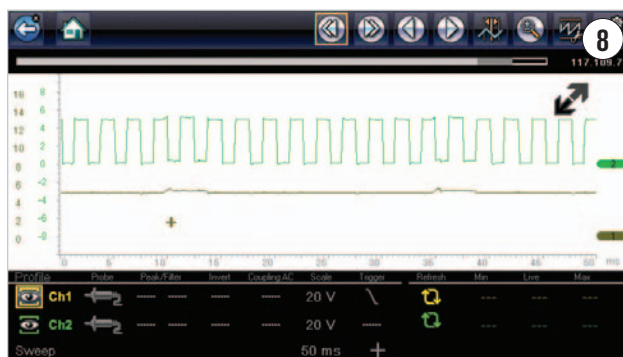 8
117.109.7
16 8
14 6
12 4
10 2
8 0
6 -2
4 -4
2 -6
0 -8
2
1
0 5 10 15 20 25 30 35 40 45 50 ms
Profile Probe Peak/Filter Invert Coupling AC Scale Trigger Refresh Min Live Max
Ch1 ---- ---- ---- 20 V --- --- ---
Ch2 ---- ---- ---- 20 V ---- --- --- ---
Sweep 50 ms